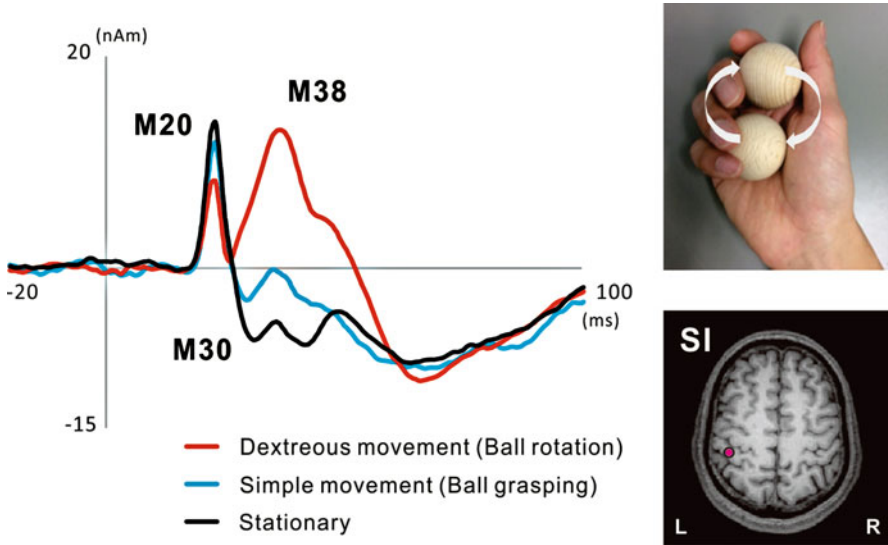 (nAm)
20
M20
M38
-20
100
(ms)
M30
-15
Dextreous movement (Ball rotation)
Simple movement (Ball grasping)
Stationary
SI
L
R